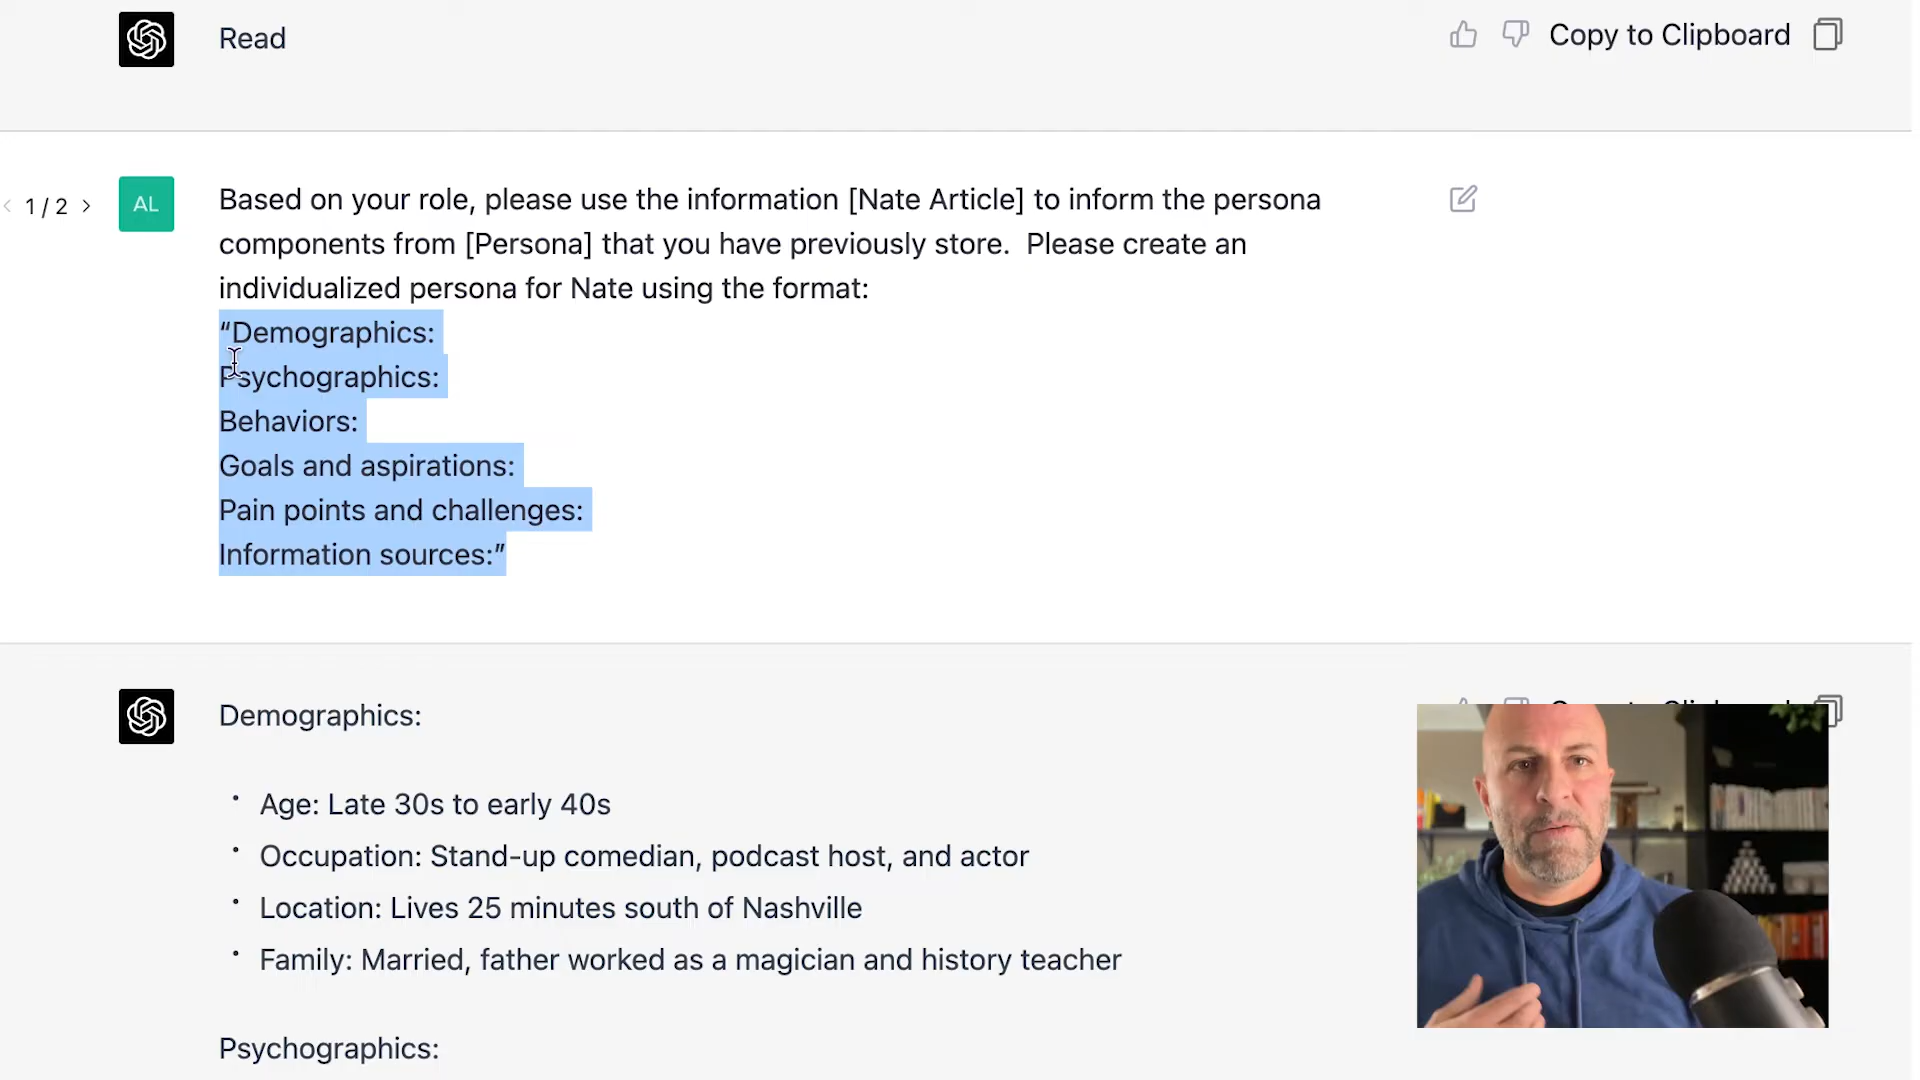 Read
Copy to Clipboard
1 / 2
AL
Based on your role, please use the information [Nate Article] to inform the persona
components from [Persona] that you have previously store.  Please create an
individualized persona for Nate using the format:
“Demographics:
Psychographics:
Behaviors:
Goals and aspirations:
Pain points and challenges:
Information sources:”
Demographics:
• Age: Late 30s to early 40s
• Occupation: Stand-up comedian, podcast host, and actor
• Location: Lives 25 minutes south of Nashville
• Family: Married, father worked as a magician and history teacher
Psychographics: